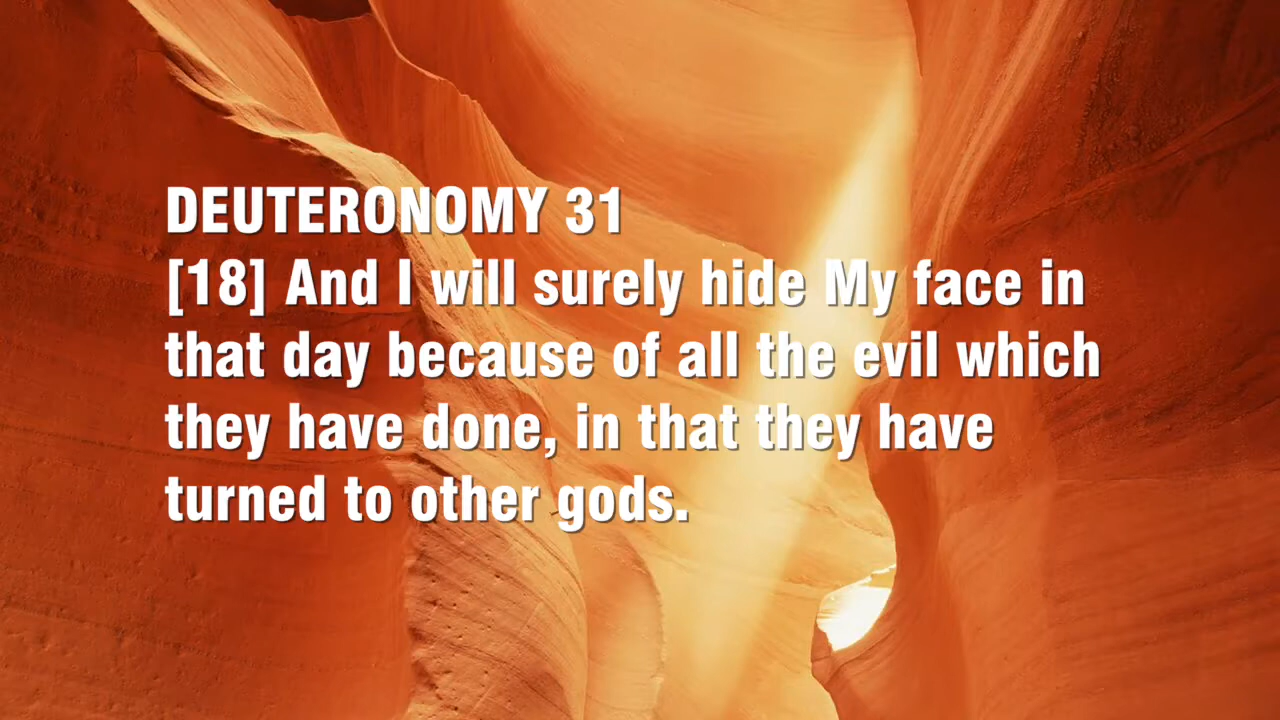 DEUTERONOMY 31
[18] And I will surely hide My face in
that day because of all the evil which
they have done, in that they have
turned to other gods.